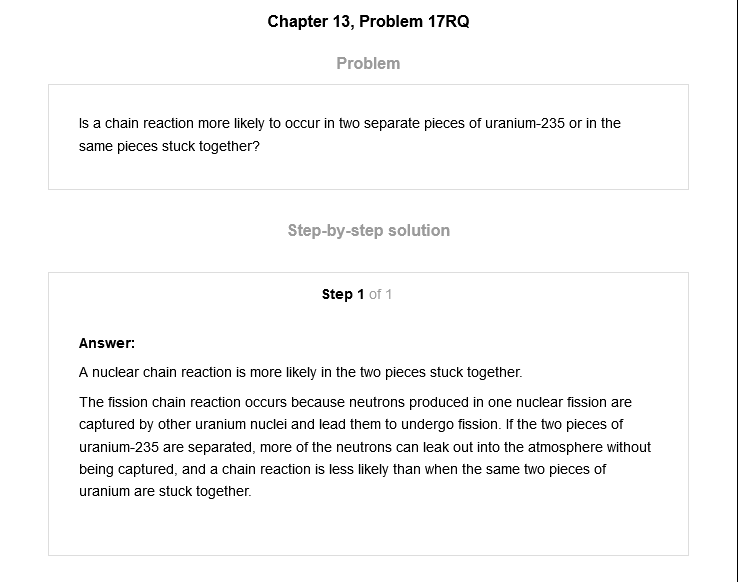 Chapter 13, Problem 17RQ
Problem
Is a chain reaction more likely to occur in two separate pieces of uranium-235 or in the
same pieces stuck together?
Step-by-step solution
Step 1 of 1
Answer:
A nuclear chain reaction is more likely in the two pieces stuck together.
The fission chain reaction occurs because neutrons produced in one nuclear fission are
captured by other uranium nuclei and lead them to undergo fission. If the two pieces of
uranium-235 are separated, more of the neutrons can leak out into the atmosphere without
being captured, and a chain reaction is less likely than when the same two pieces of
uranium are stuck together.